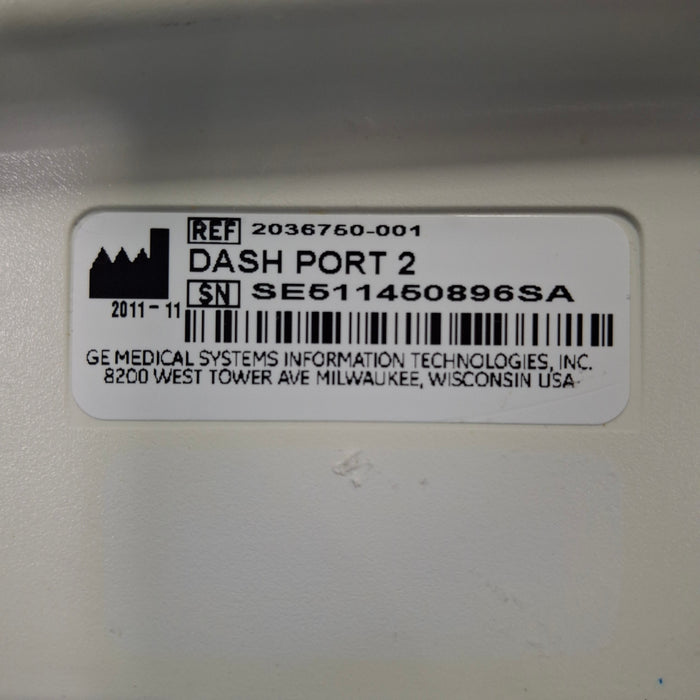 REF 2036750-001
DASH PORT 2
SN SE511450896SA
2011-11
GE MEDICAL SYSTEMS INFORMATION TECHNOLOGIES, INC.
8200 WEST TOWER AVE MILWAUKEE, WISCONSIN USA